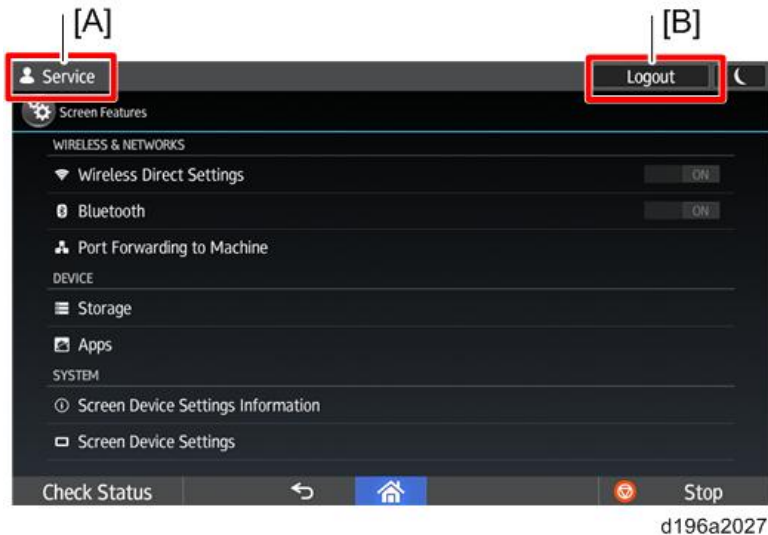 [A] [B]
Service Logout
Screen Features
WIRELESS & NETWORKS
Wireless Direct Settings ON
Bluetooth ON
Port Forwarding to Machine
DEVICE
Storage
Apps
SYSTEM
Screen Device Settings Information
Screen Device Settings
Check Status Stop
d196a2027